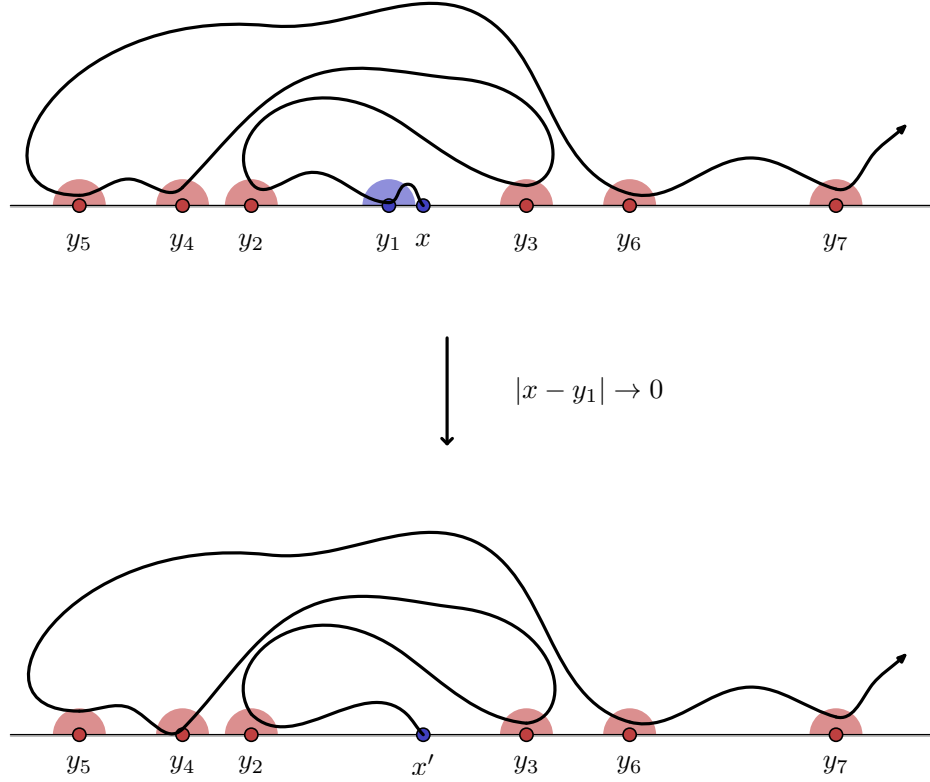 y₅ y₄ y₂ y₁ x y₃ y₆ y₇
|x − y₁| → 0
y₅ y₄ y₂ x′ y₃ y₆ y₇